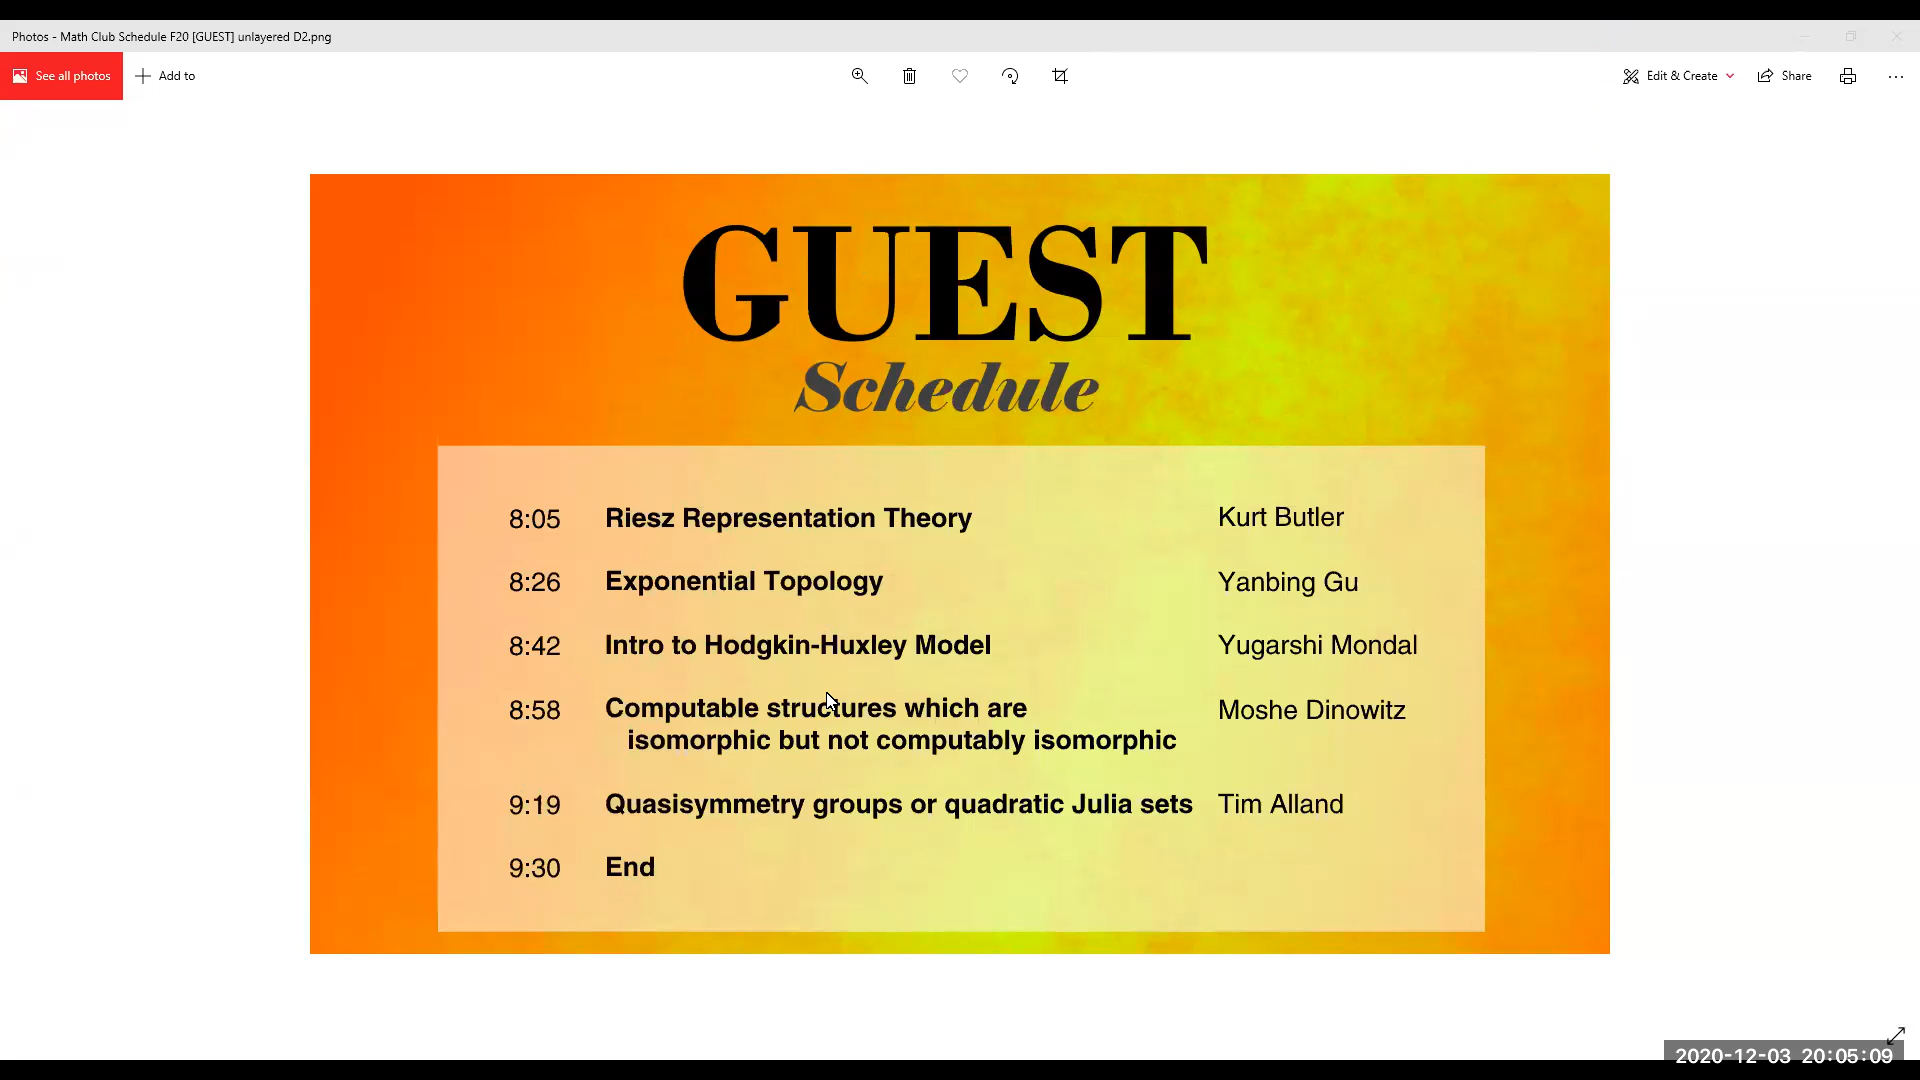 Photos - Math Club Schedule F20 [GUEST] unlayered D2.png
See all photos
Add to
Edit & Create
Share
GUEST
Schedule
8:05 Riesz Representation Theory Kurt Butler
8:26 Exponential Topology Yanbing Gu
8:42 Intro to Hodgkin-Huxley Model Yugarshi Mondal
8:58 Computable structures which are Moshe Dinowitz
isomorphic but not computably isomorphic
9:19 Quasisymmetry groups or quadratic Julia sets Tim Alland
9:30 End
2020-12-03 20:05:09